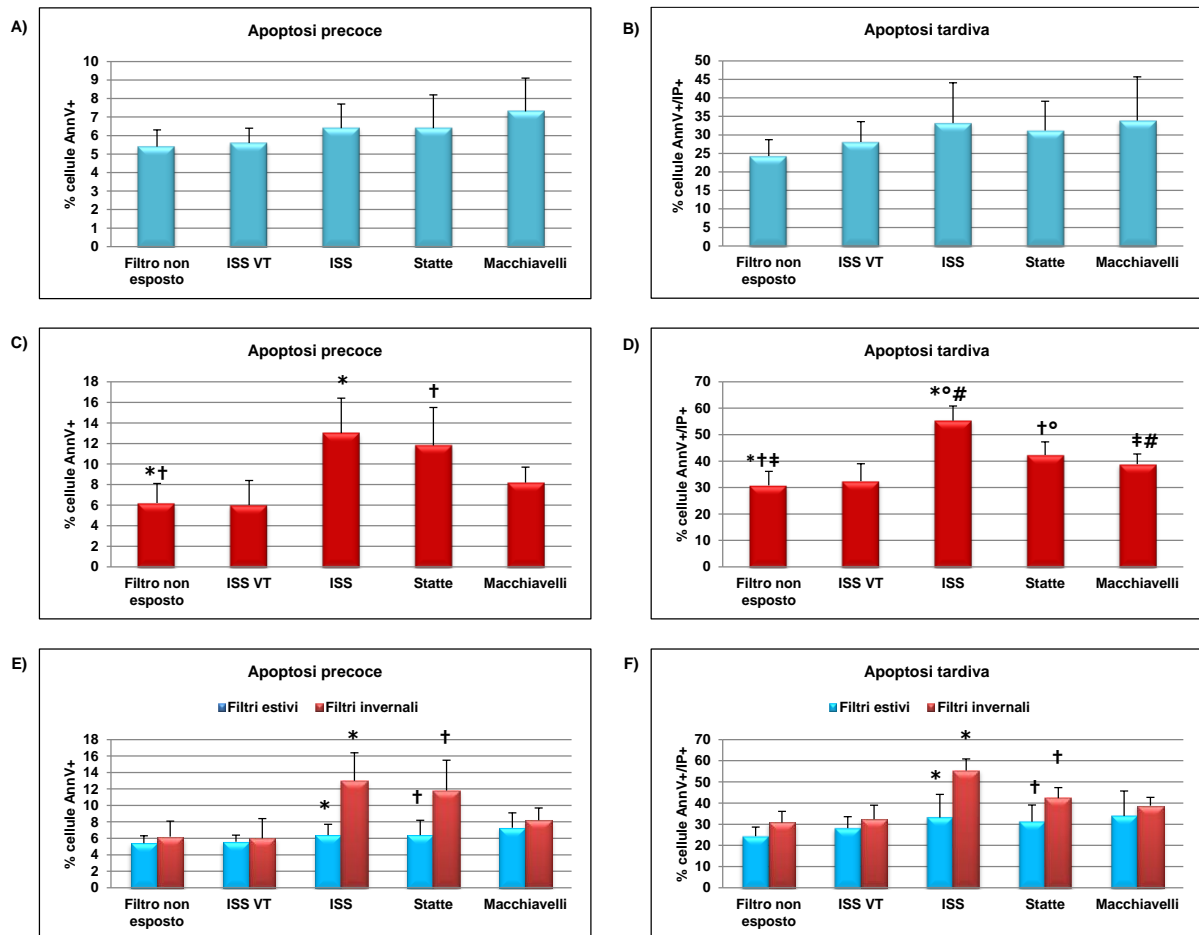 A)
Apoptosi precoce
% cellule AnnV+
10
9
8
7
6
5
4
3
2
1
0
Filtro non esposto
ISS VT
ISS
Statte
Macchiavelli
B)
Apoptosi tardiva
% cellule AnnV+/IP+
50
45
40
35
30
25
20
15
10
5
0
Filtro non esposto
ISS VT
ISS
Statte
Macchiavelli
C)
Apoptosi precoce
% cellule AnnV+
18
16
14
12
10
8
6
4
2
0
*†
*
†
Filtro non esposto
ISS VT
ISS
Statte
Macchiavelli
D)
Apoptosi tardiva
% cellule AnnV+/IP+
70
60
50
40
30
20
10
0
*†‡
*°#
†°
‡#
Filtro non esposto
ISS VT
ISS
Statte
Macchiavelli
E)
Apoptosi precoce
Filtri estivi Filtri invernali
% cellule AnnV+
18
16
14
12
10
8
6
4
2
0
*
*
†
†
Filtro non esposto
ISS VT
ISS
Statte
Macchiavelli
F)
Apoptosi tardiva
Filtri estivi Filtri invernali
% cellule AnnV+/IP+
70
60
50
40
30
20
10
0
*
*
†
†
Filtro non esposto
ISS VT
ISS
Statte
Macchiavelli